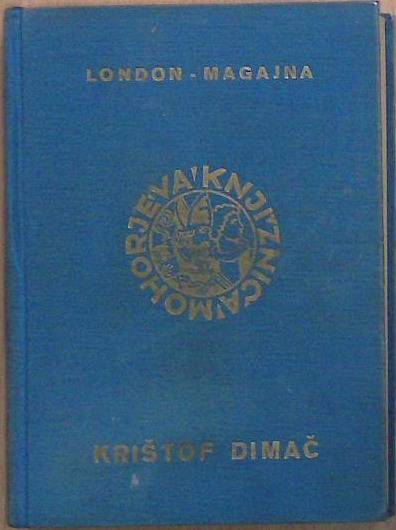 LONDON - MAGAJNA
MOHORJEVA KNJIŽNICA
KRIŠTOF DIMAČ